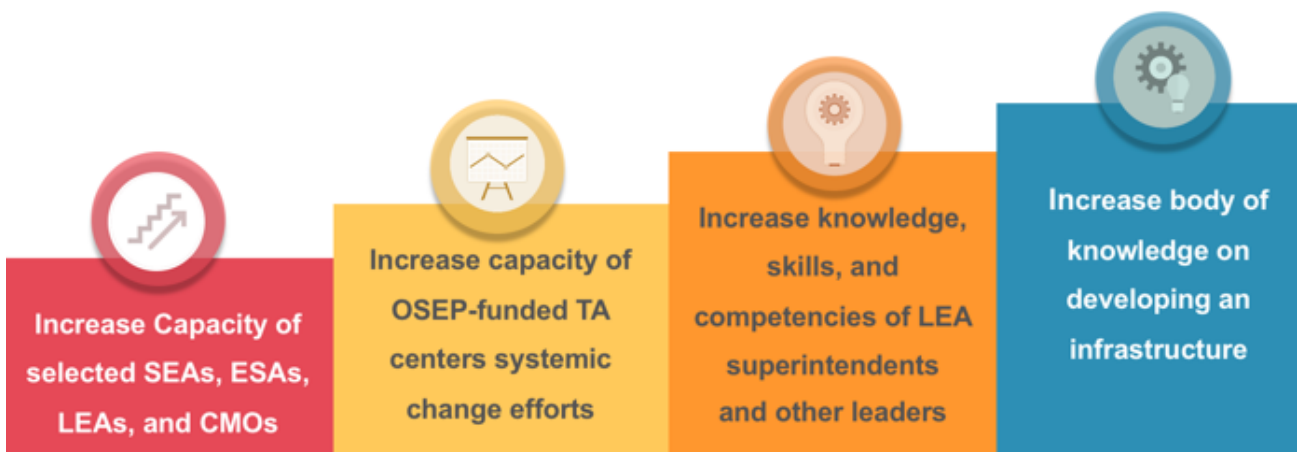 Increase Capacity of
selected SEAs, ESAs,
LEAs, and CMOs
Increase capacity of
OSEP-funded TA
centers systemic
change efforts
Increase knowledge,
skills, and
competencies of LEA
superintendents
and other leaders
Increase body of
knowledge on
developing an
infrastructure